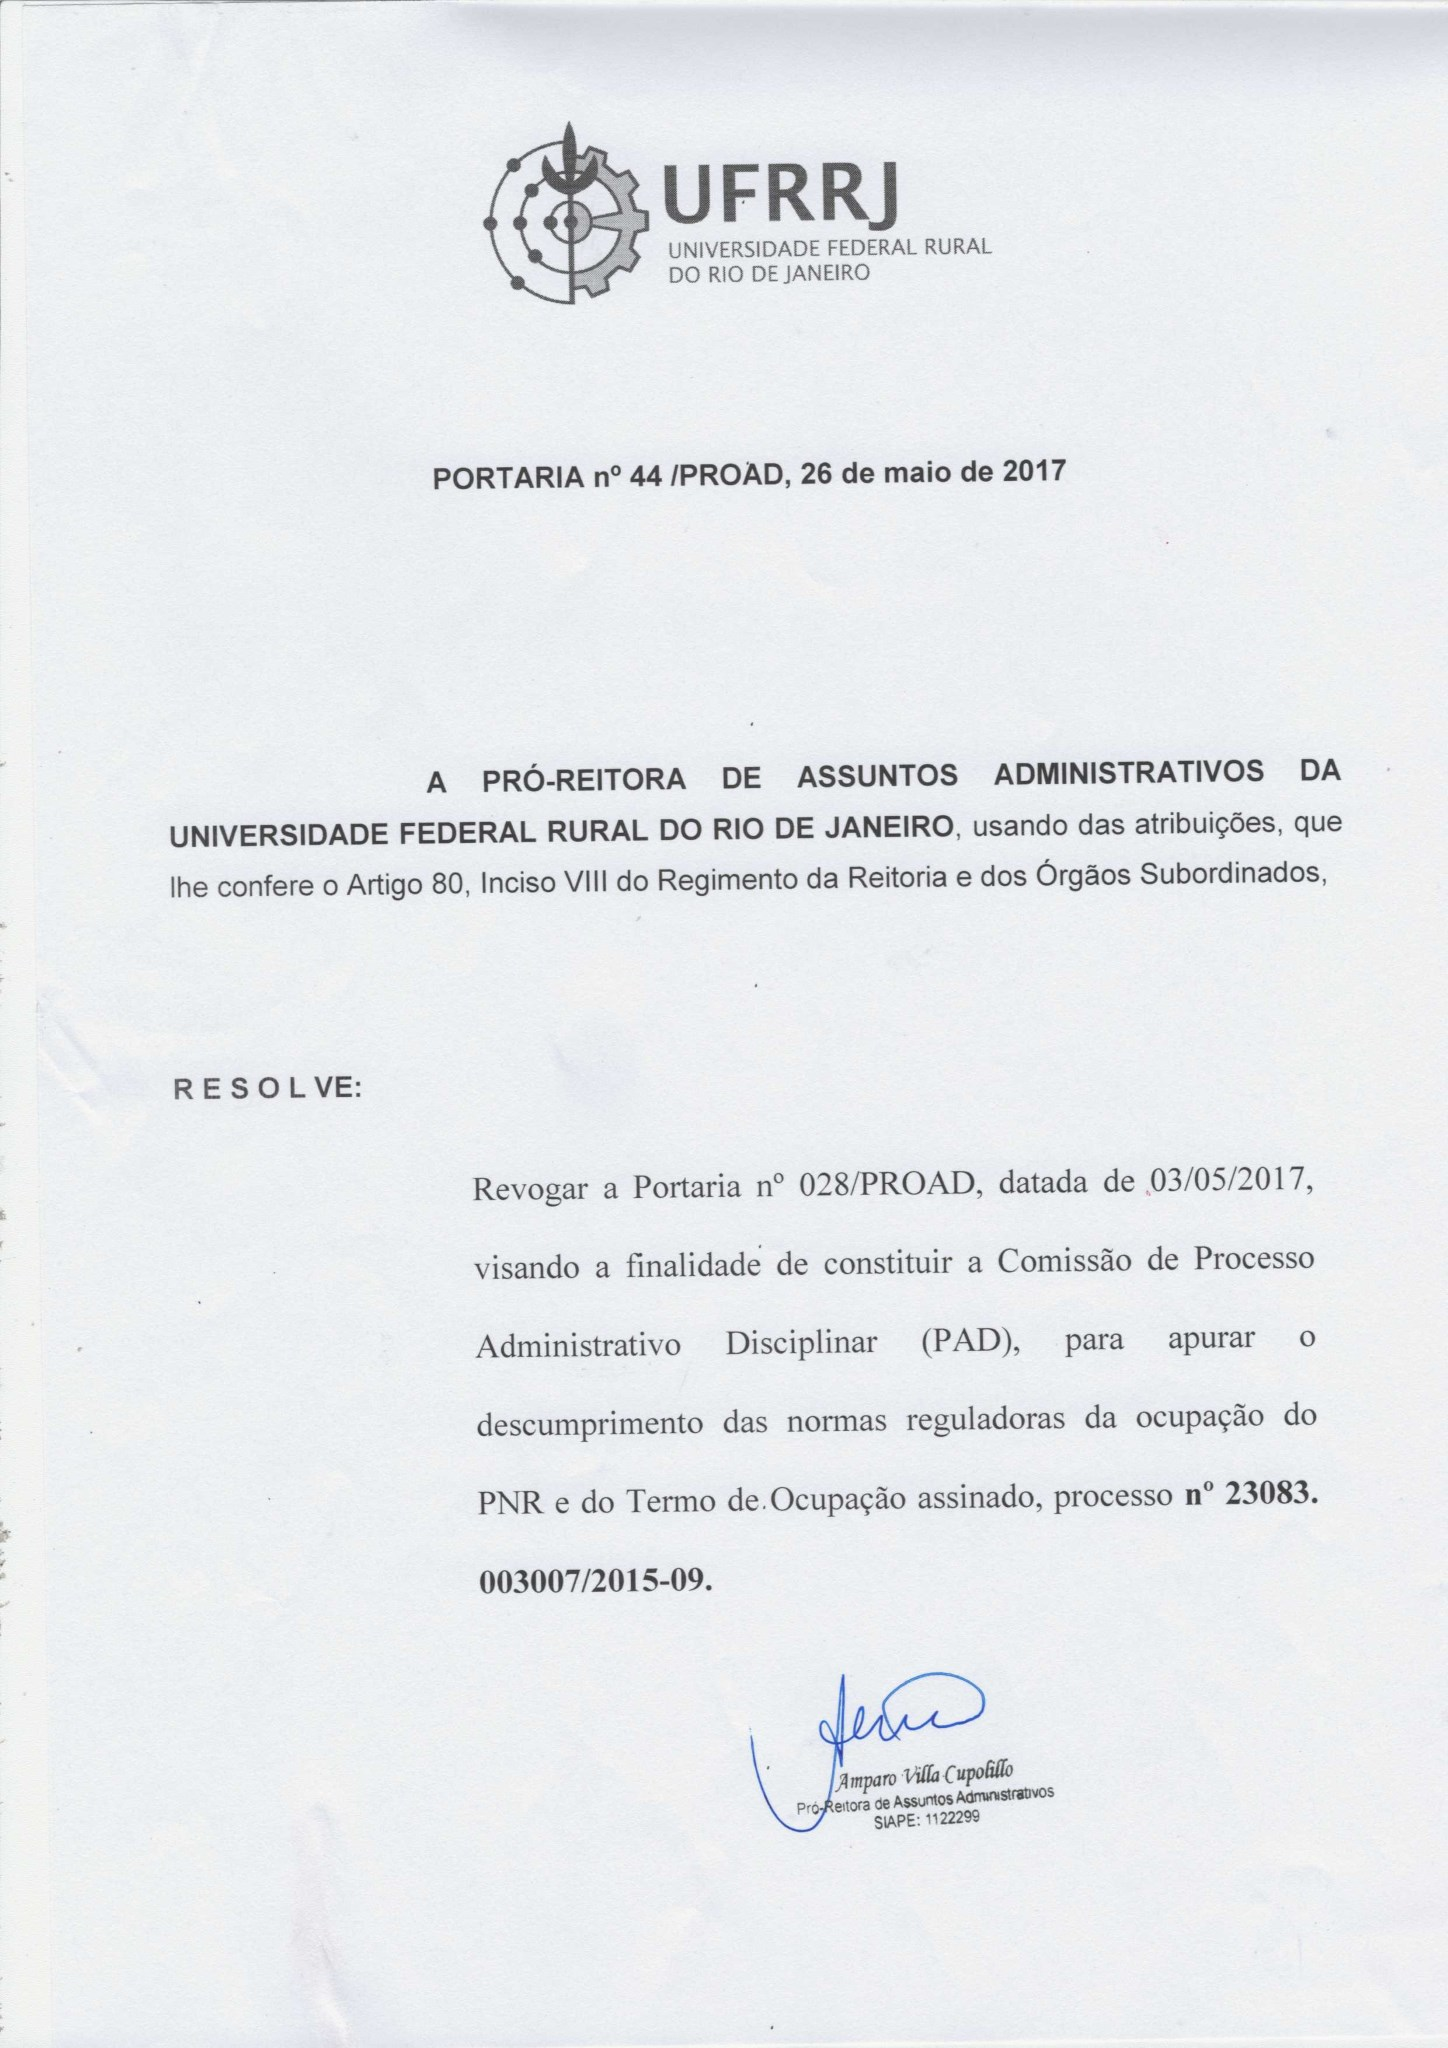 UFRRJ
UNIVERSIDADE FEDERAL RURAL
DO RIO DE JANEIRO
PORTARIA nº 44 /PROAD, 26 de maio de 2017
A PRÓ-REITORA DE ASSUNTOS ADMINISTRATIVOS DA
UNIVERSIDADE FEDERAL RURAL DO RIO DE JANEIRO, usando das atribuições, que
lhe confere o Artigo 80, Inciso VIII do Regimento da Reitoria e dos Órgãos Subordinados,
R E S O L VE:
Revogar a Portaria nº 028/PROAD, datada de 03/05/2017,
visando a finalidade de constituir a Comissão de Processo
Administrativo Disciplinar (PAD), para apurar o
descumprimento das normas reguladoras da ocupação do
PNR e do Termo de Ocupação assinado, processo nº 23083.
003007/2015-09.
Amparo Villa Cupolillo
Pró-Reitora de Assuntos Administrativos
SIAPE: 1122299